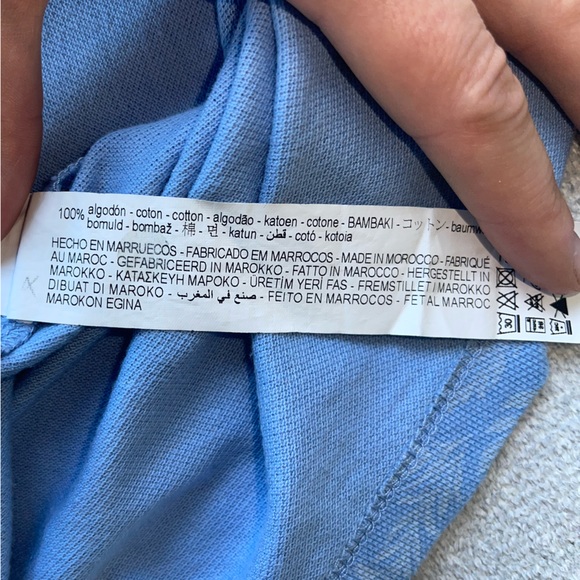 100% algodón - coton - cotton - algodão - katoen - cotone - BAMBAKI - コットン - baumw
bomuld - bombaž - 棉 - 면 - katun - قطن - cotó - kotoia
HECHO EN MARRUECOS - FABRICADO EM MARROCOS - MADE IN MOROCCO - FABRIQUÉ
AU MAROC - GEFABRICEERD IN MAROKKO - FATTO IN MAROCCO - HERGESTELLT IN
MAROKKO - ΚΑΤΑΣΚΕΥΗ ΜΑΡΟΚΟ - ÜRETİM YERİ FAS - FREMSTILLET I MAROKKO
DIBUAT DI MAROKO - صنع في المغرب - FEITO EN MARROCOS - FET AL MARROC
MAROKON EGINA